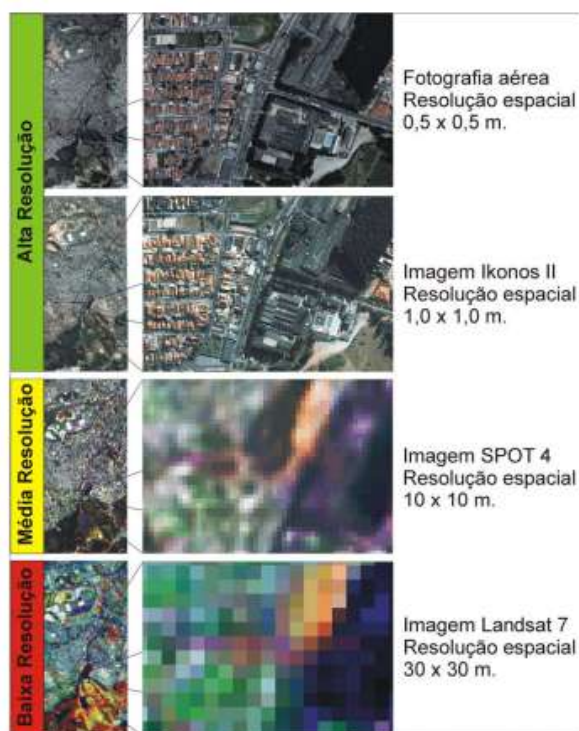 Alta Resolução
Fotografia aérea
Resolução espacial
0,5 x 0,5 m.
Imagem Ikonos II
Resolução espacial
1,0 x 1,0 m.
Média Resolução
Imagem SPOT 4
Resolução espacial
10 x 10 m.
Baixa Resolução
Imagem Landsat 7
Resolução espacial
30 x 30 m.